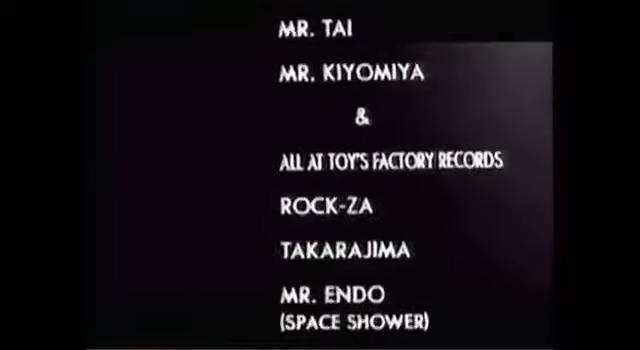 MR. TAI
MR. KIYOMIYA
&
ALL AT TOY'S FACTORY RECORDS
ROCK-ZA
TAKARAJIMA
MR. ENDO
(SPACE SHOWER)